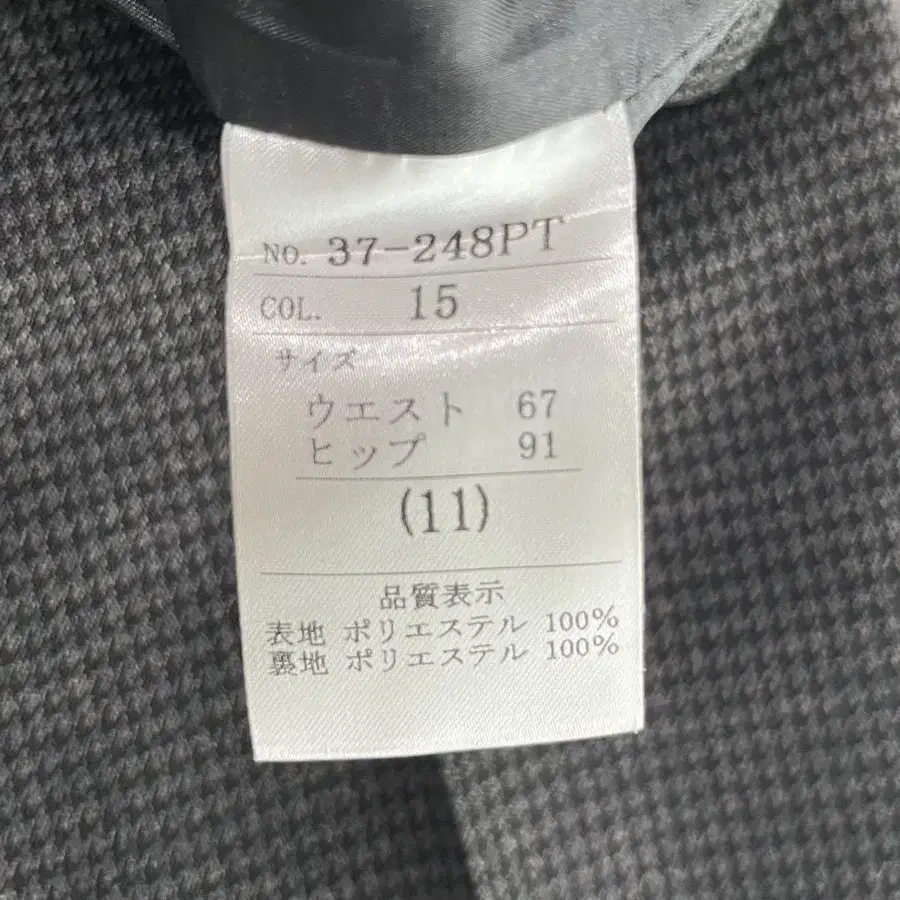 NO. 37-248PT
COL. 15
サイズ
ウエスト 67
ヒップ 91
(11)
品質表示
表地 ポリエステル 100%
裏地 ポリエステル 100%